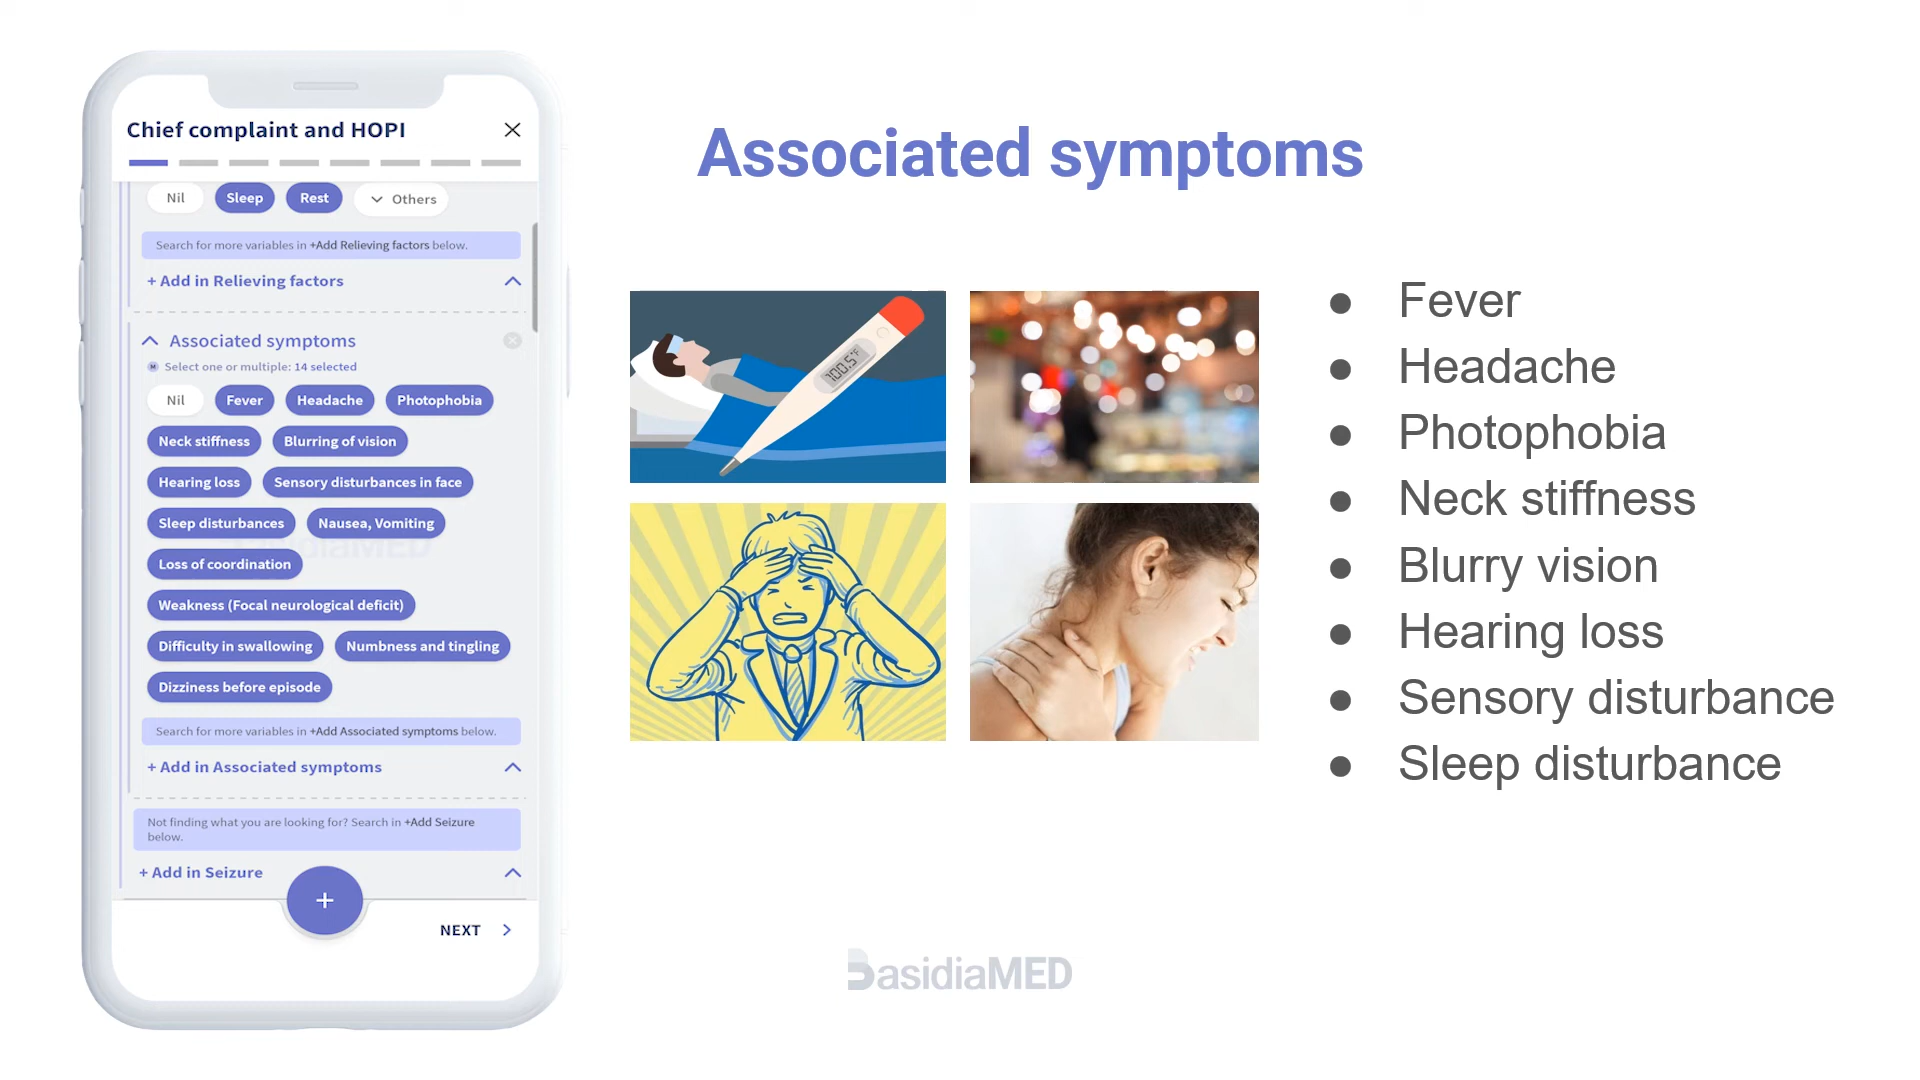 Chief complaint and HOPI
Nil
Sleep
Rest
Others
Search for more variables in +Add Relieving factors below.
+ Add in Relieving factors
Associated symptoms
M Select one or multiple: 14 selected
Nil
Fever
Headache
Photophobia
Neck stiffness
Blurring of vision
Hearing loss
Sensory disturbances in face
Sleep disturbances
Nausea, Vomiting
Loss of coordination
Weakness (Focal neurological deficit)
Difficulty in swallowing
Numbness and tingling
Dizziness before episode
Search for more variables in +Add Associated symptoms below.
+ Add in Associated symptoms
Not finding what you are looking for? Search in +Add Seizure
below.
+ Add in Seizure
+
NEXT
Associated symptoms
100.5°F
• Fever
• Headache
• Photophobia
• Neck stiffness
• Blurry vision
• Hearing loss
• Sensory disturbance
• Sleep disturbance
BasidiaMED